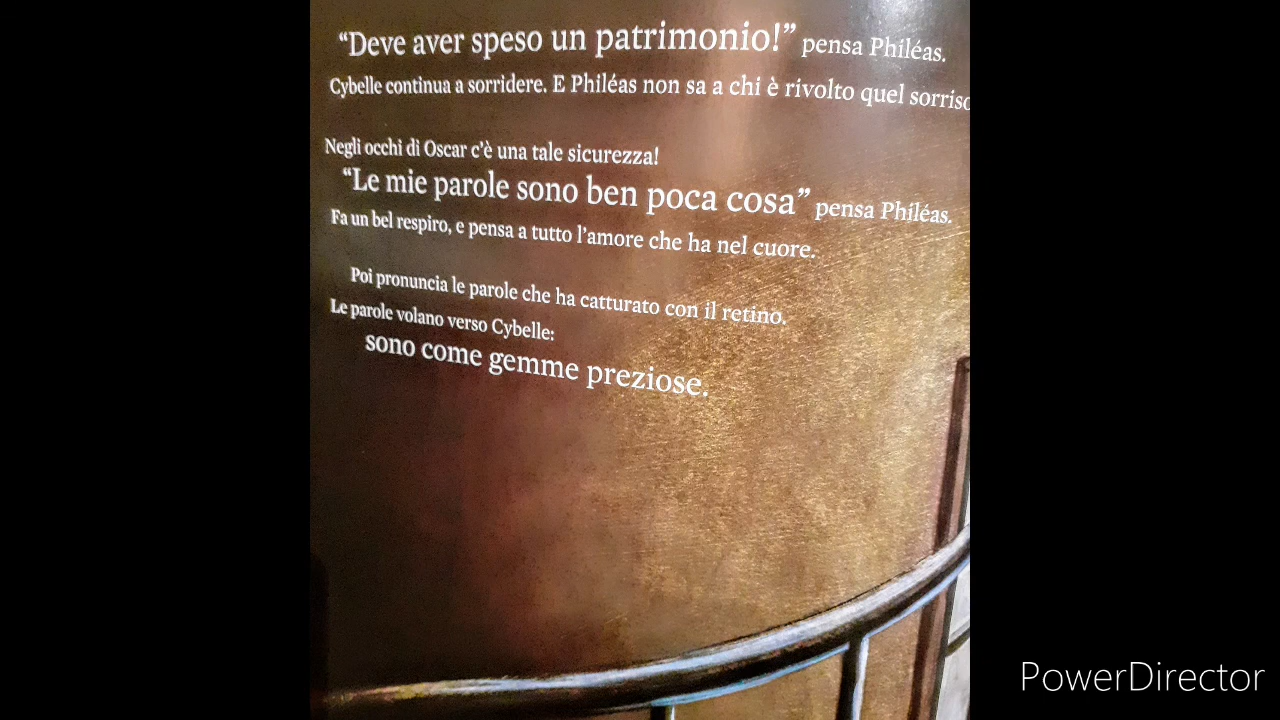 “Deve aver speso un patrimonio!” pensa Philéas.
Cybelle continua a sorridere. E Philéas non sa a chi è rivolto quel sorriso
Negli occhi di Oscar c’è una tale sicurezza!
“Le mie parole sono ben poca cosa” pensa Philéas.
Fa un bel respiro, e pensa a tutto l’amore che ha nel cuore.
Poi pronuncia le parole che ha catturato con il retino.
Le parole volano verso Cybelle:
sono come gemme preziose.
PowerDirector